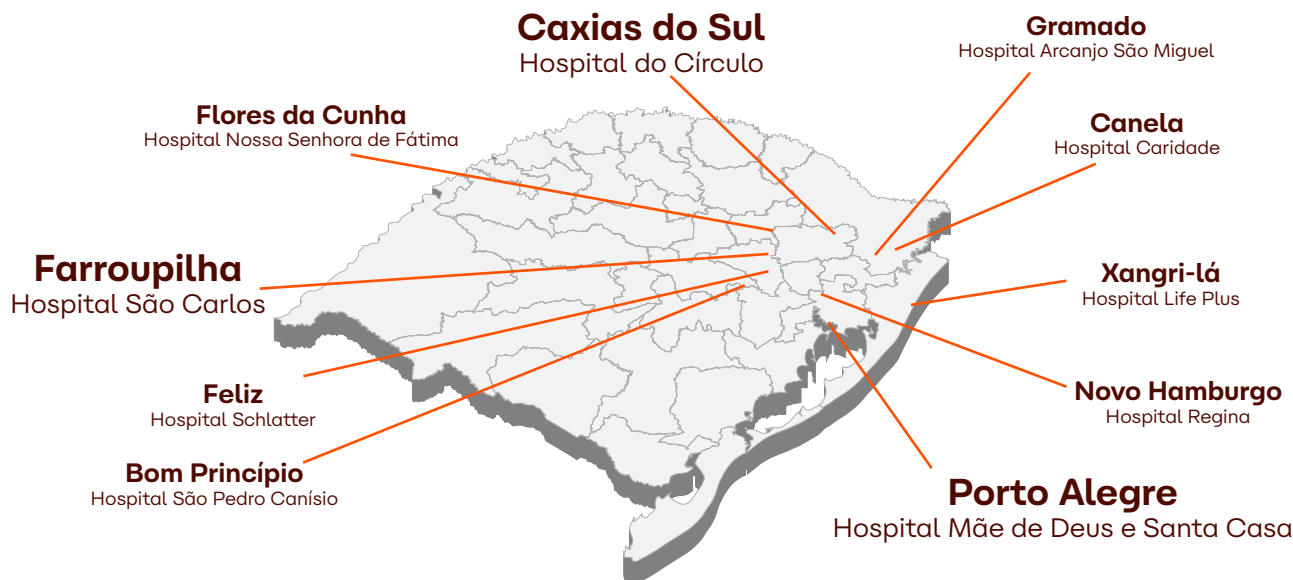 Caxias do Sul
Hospital do Círculo
Gramado
Hospital Arcanjo São Miguel
Flores da Cunha
Hospital Nossa Senhora de Fátima
Canela
Hospital Caridade
Farroupilha
Hospital São Carlos
Xangri-lá
Hospital Life Plus
Feliz
Hospital Schlatter
Novo Hamburgo
Hospital Regina
Bom Princípio
Hospital São Pedro Canísio
Porto Alegre
Hospital Mãe de Deus e Santa Casa